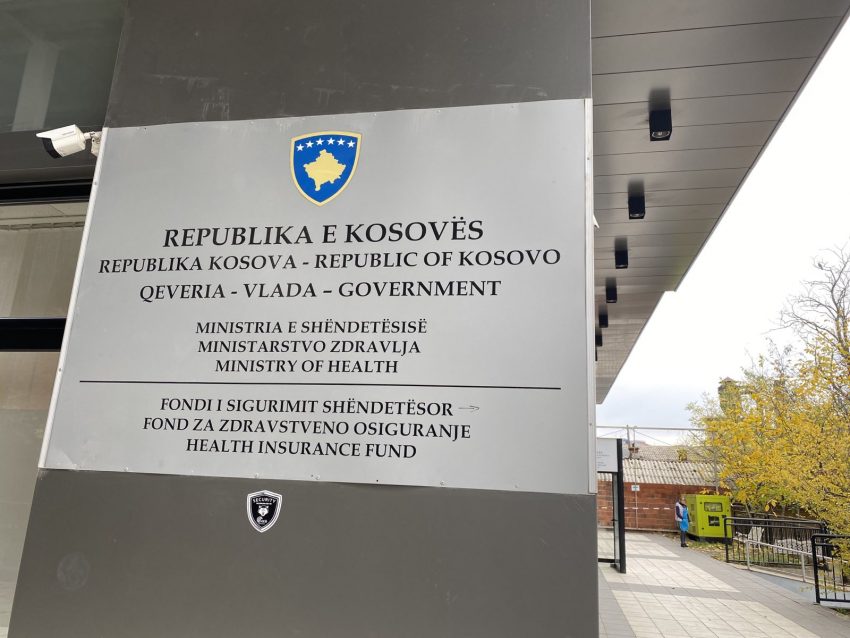 REPUBLIKA E KOSOVËS
REPUBLIKA KOSOVA - REPUBLIC OF KOSOVO
QEVERIA - VLADA – GOVERNMENT
MINISTRIA E SHËNDETËSISË
MINISTARSTVO ZDRAVLJA
MINISTRY OF HEALTH
FONDI I SIGURIMIT SHËNDETËSOR
FOND ZA ZDRAVSTVENO OSIGURANJE
HEALTH INSURANCE FUND
SECURITY